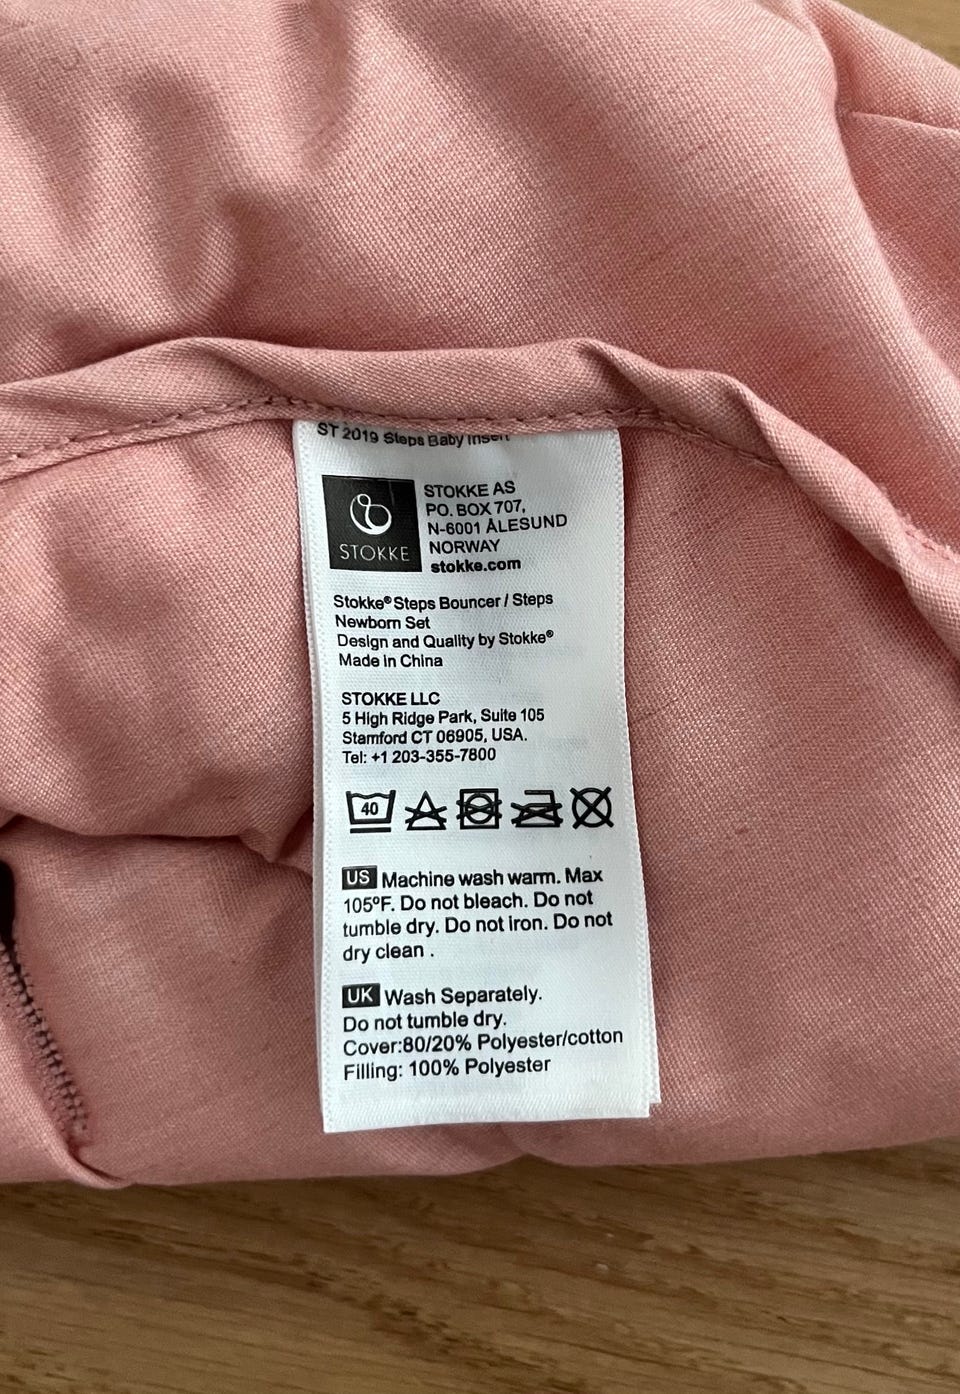 ST 2019 Steps Baby Insert
STOKKE
STOKKE AS
PO. BOX 707,
N-6001 ÅLESUND
NORWAY
stokke.com
Stokke® Steps Bouncer / Steps
Newborn Set
Design and Quality by Stokke®
Made in China
STOKKE LLC
5 High Ridge Park, Suite 105
Stamford CT 06905, USA.
Tel: +1 203-355-7800
40
US Machine wash warm. Max
105ºF. Do not bleach. Do not
tumble dry. Do not iron. Do not
dry clean .
UK Wash Separately.
Do not tumble dry.
Cover:80/20% Polyester/cotton
Filling: 100% Polyester